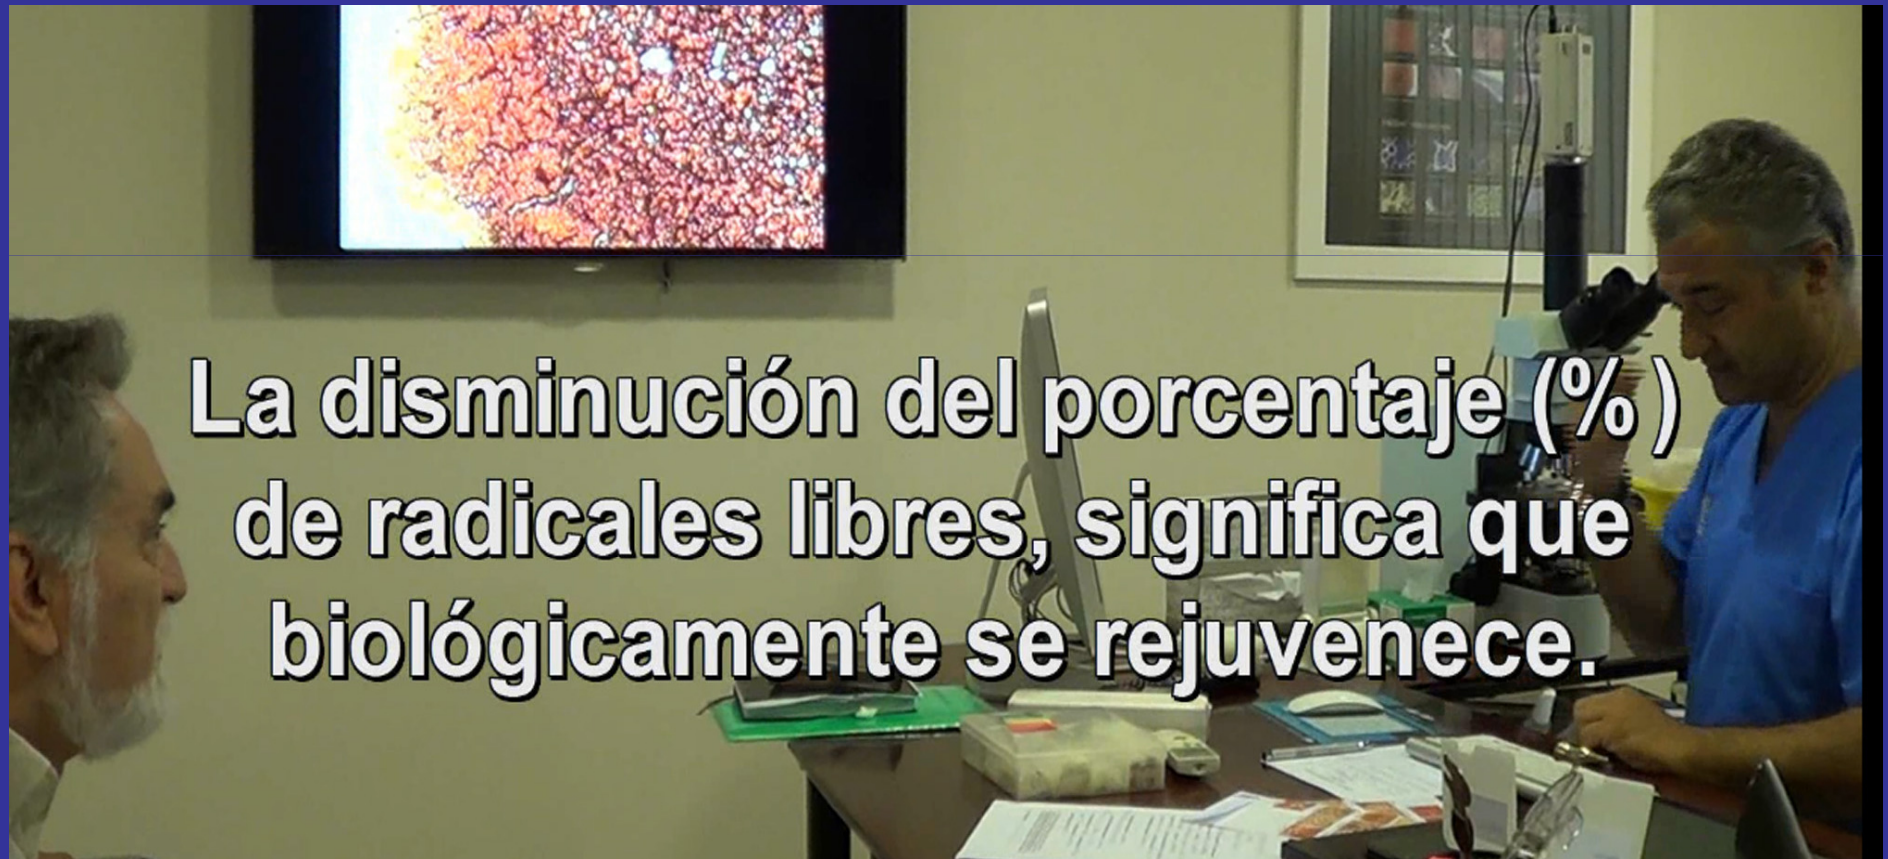 La disminución del porcentaje (%)
de radicales libres, significa que
biológicamente se rejuvenece.